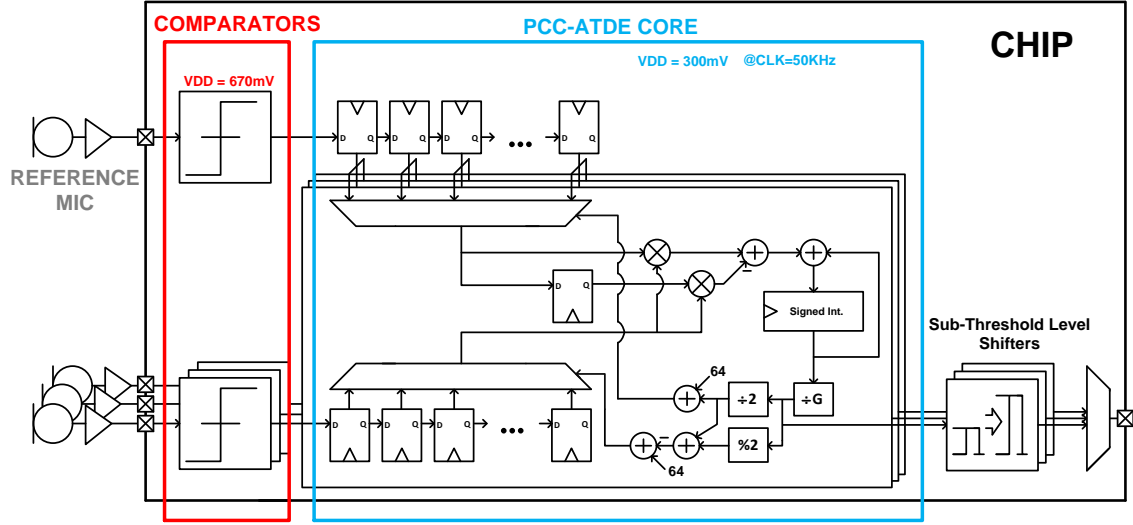 COMPARATORS
PCC-ATDE CORE
CHIP
VDD = 670mV
VDD = 300mV @CLK=50KHz
REFERENCE
MIC
D Q D Q D Q ... D Q
D Q
Signed Int.
Sub-Threshold Level
Shifters
64
÷2
÷G
%2
64
D Q D Q D Q ... D Q